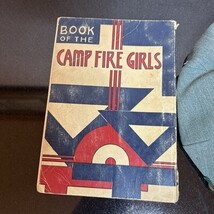 BOOK
OF THE
CAMP FIRE GIRLS